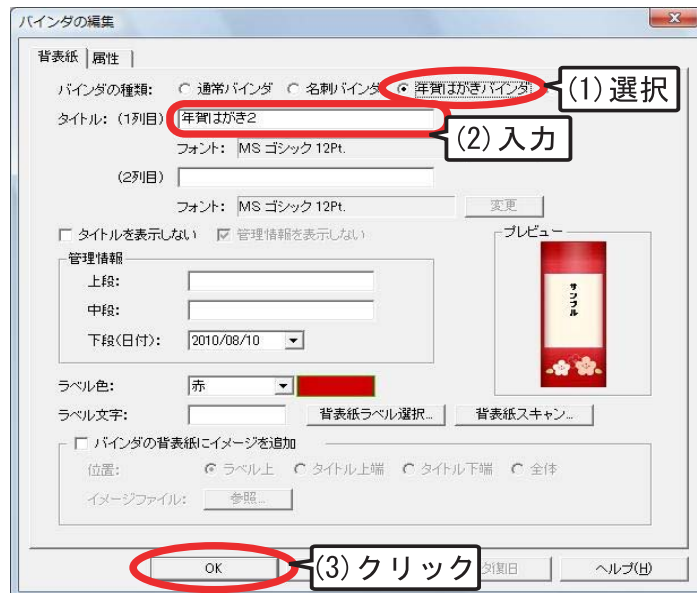 バインダの編集
背表紙 属性
バインダの種類: 通常バインダ 名刺バインダ 年賀はがきバインダ (1)選択
タイトル: (1列目) 年賀はがき2
(2)入力
フォント: MS ゴシック 12Pt.
(2列目)
フォント: MS ゴシック 12Pt. 変更
タイトルを表示しない 管理情報を表示しない プレビュー
管理情報
上段:
サンプル
中段:
下段(日付): 2010/08/10
ラベル色: 赤
ラベル文字: 背表紙ラベル選択... 背表紙スキャン...
バインダの背表紙にイメージを追加
位置: ラベル上 タイトル上端 タイトル下端 全体
イメージファイル: 参照...
OK (3)クリック 復旧 ヘルプ(H)